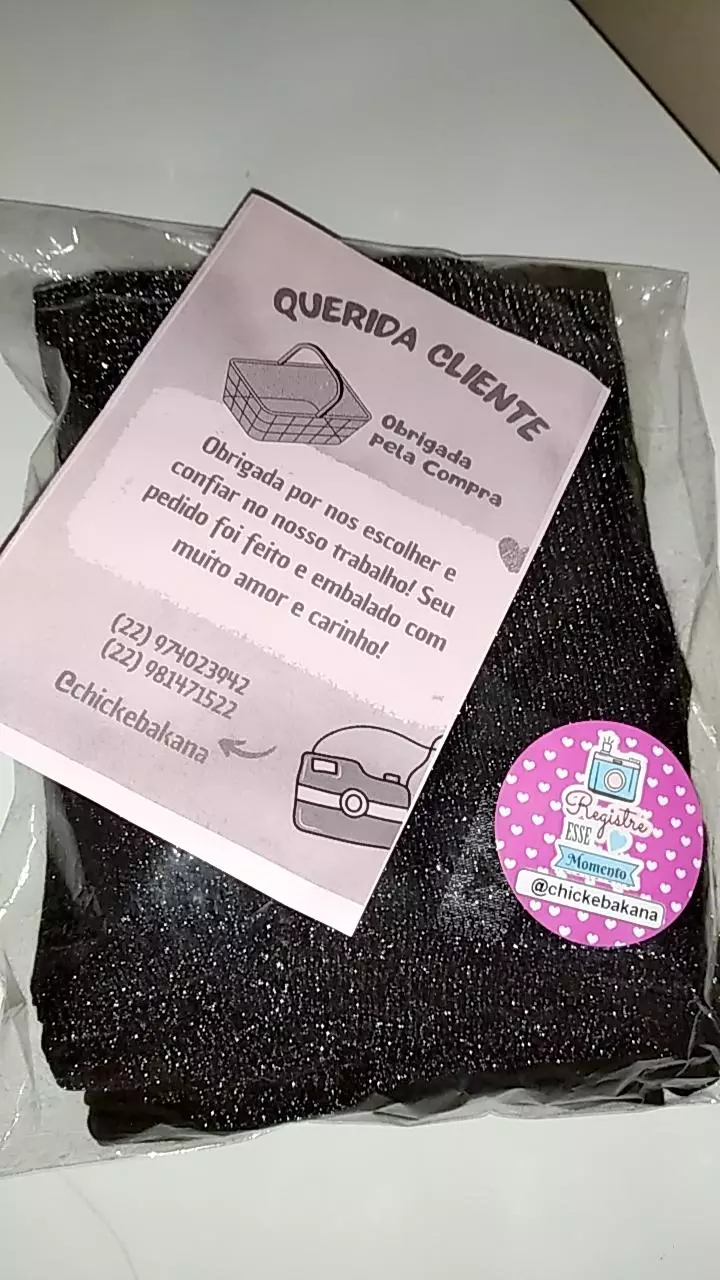 QUERIDA CLIENTE
Obrigada
pela Compra
Obrigada por nos escolher e
confiar no nosso trabalho! Seu
pedido foi feito e embalado com
muito amor e carinho!
(22) 974023942
(22) 981471522
@chickebakana
Registre
ESSE
Momento
@chickebakana